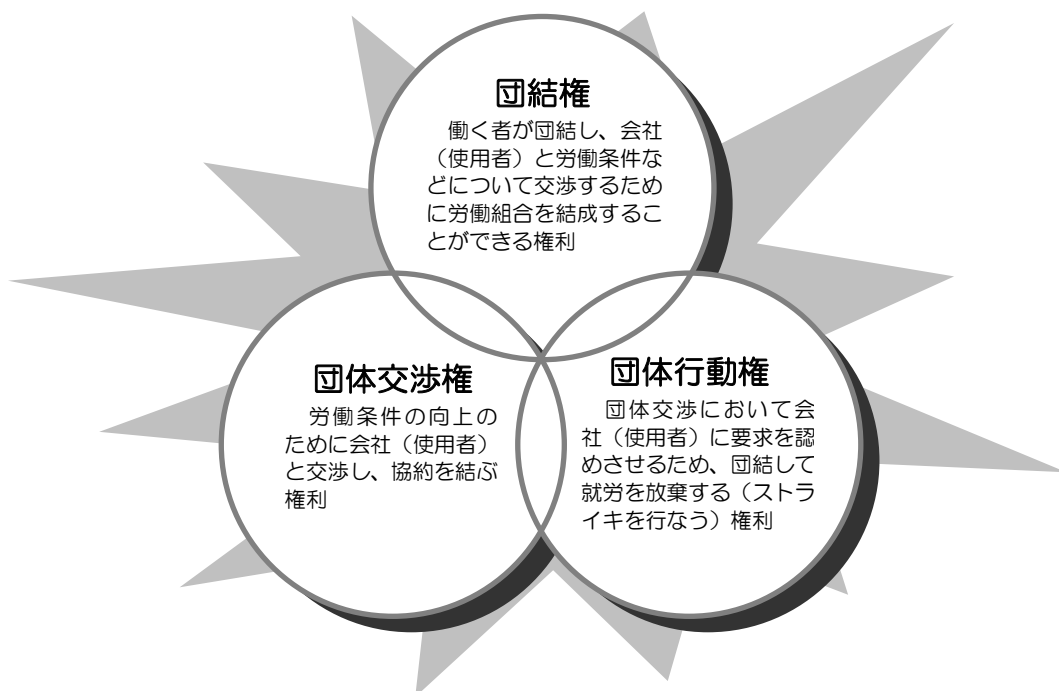 団結権
働く者が団結し、会社
（使用者）と労働条件な
どについて交渉するため
に労働組合を結成するこ
とができる権利
団体交渉権
労働条件の向上の
ために会社（使用者）
と交渉し、協約を結ぶ
権利
団体行動権
団体交渉において会
社（使用者）に要求を認
めさせるため、団結して
就労を放棄する（ストラ
イキを行なう）権利